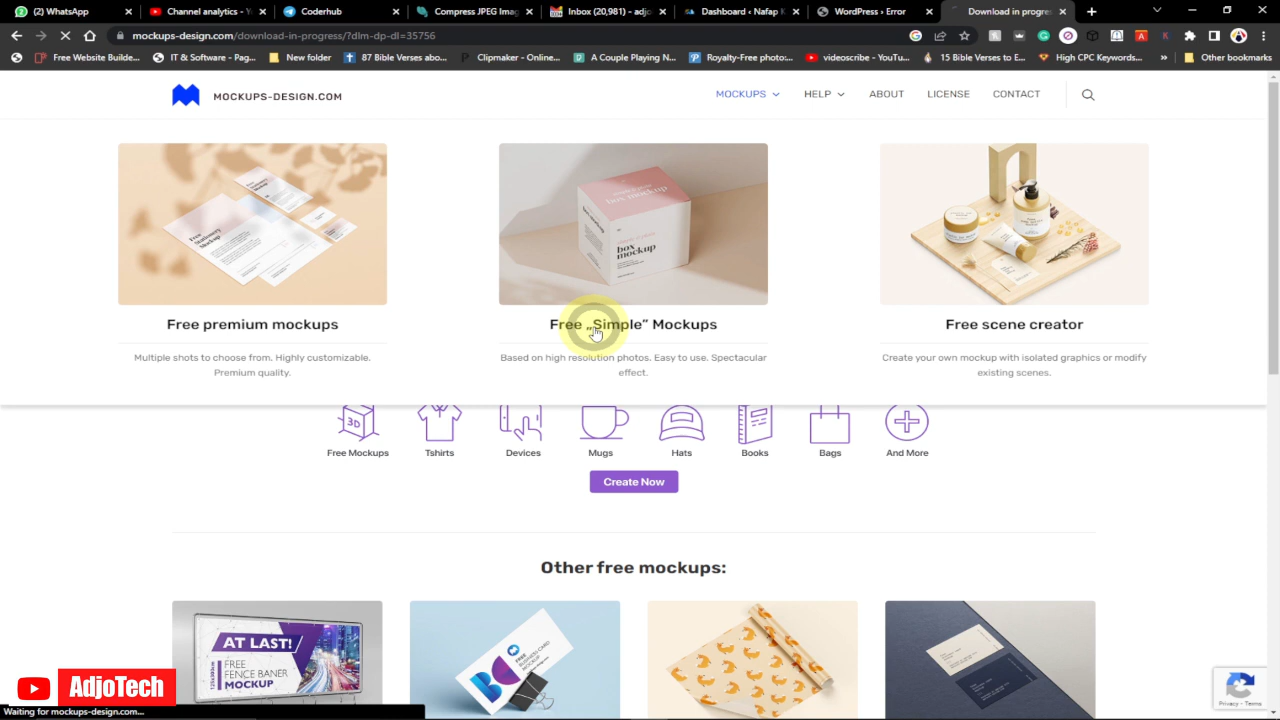 (2) WhatsApp
Channel analytics - Y
Coderhub
Compress JPEG Imag
Inbox (20,981) - adjc
Dashboard ‹ Nafap K
WordPress › Error
Download in progres
mockups-design.com/download-in-progress/?dlm-dp-dl=35756
Free Website Builde...
IT & Software - Pag...
New folder
87 Bible Verses abo...
Clipmaker - Online...
A Couple Playing N...
Royalty-Free photo:...
videoscribe - YouTu...
15 Bible Verses to E...
High CPC Keywords...
»
Other bookmarks
MOCKUPS-DESIGN.COM
MOCKUPS
HELP
ABOUT
LICENSE
CONTACT
Free premium mockups
Multiple shots to choose from. Highly customizable.
Premium quality.
Free „Simple” Mockups
Based on high resolution photos. Easy to use. Spectacular
effect.
Free scene creator
Create your own mockup with isolated graphics or modify
existing scenes.
3D
Free Mockups
Tshirts
Devices
Mugs
Hats
Books
Bags
And More
Create Now
Other free mockups:
AT LAST!
FREE
FENCE BANER
MOCKUP
AdjoTech
Waiting for mockups-design.com...
Privacy - Terms